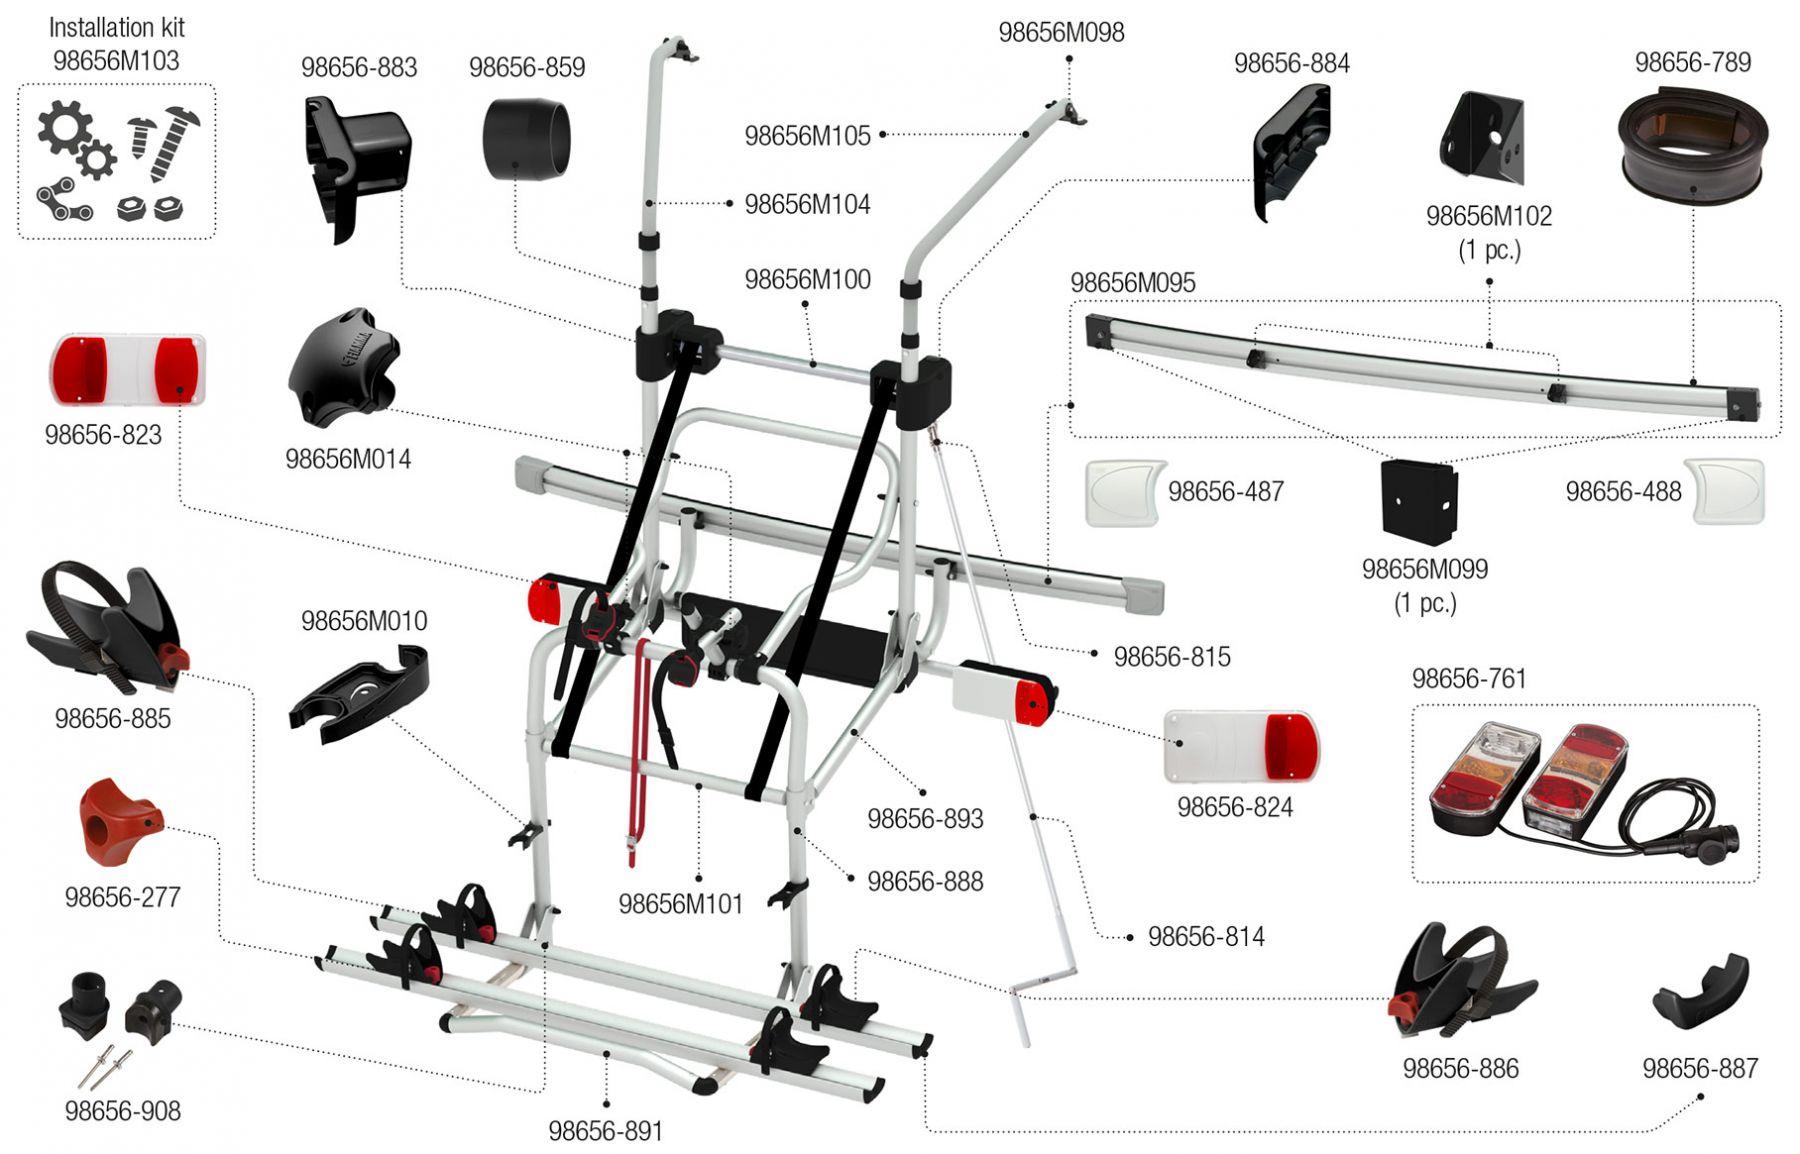 Installation kit
98656M103
98656-883
98656-859
98656M098
98656-884
98656-789
98656M105
98656M104
98656M102
(1 pc.)
98656M100
98656M095
FIAMMA
98656-823
98656M014
98656-487
98656-488
98656M099
(1 pc.)
98656M010
98656-815
98656-761
98656-885
98656-824
98656-893
98656-277
98656M101
98656-888
98656-814
98656-886
98656-887
98656-908
98656-891